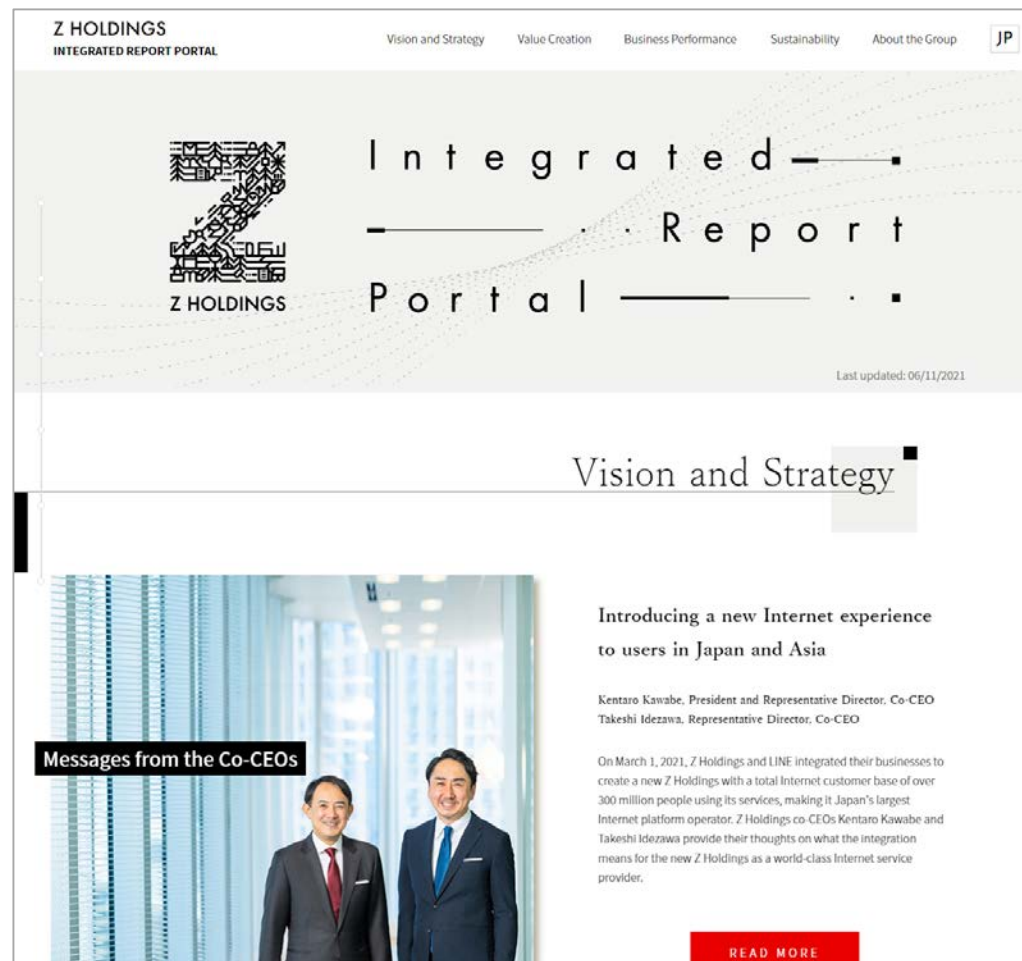 Z HOLDINGS
INTEGRATED REPORT PORTAL
Vision and Strategy Value Creation Business Performance Sustainability About the Group JP
Integrated
Report
Portal
Z HOLDINGS
Last updated: 06/11/2021
Vision and Strategy
Messages from the Co-CEOs
Introducing a new Internet experience
to users in Japan and Asia
Kentaro Kawabe, President and Representative Director, Co-CEO
Takeshi Idezawa, Representative Director, Co-CEO
On March 1, 2021, Z Holdings and LINE integrated their businesses to
create a new Z Holdings with a total Internet customer base of over
300 million people using its services, making it Japan's largest
Internet platform operator. Z Holdings co-CEOs Kentaro Kawabe and
Takeshi Idezawa provide their thoughts on what the integration
means for the new Z Holdings as a world-class Internet service
provider.
READ MORE